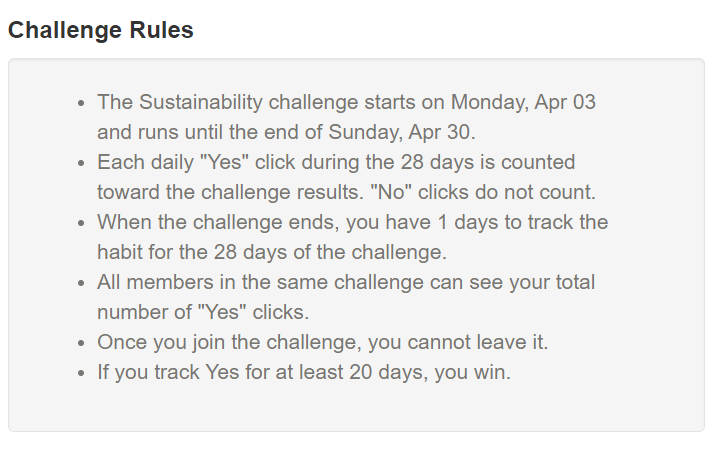 Challenge Rules
• The Sustainability challenge starts on Monday, Apr 03
and runs until the end of Sunday, Apr 30.
• Each daily "Yes" click during the 28 days is counted
toward the challenge results. "No" clicks do not count.
• When the challenge ends, you have 1 days to track the
habit for the 28 days of the challenge.
• All members in the same challenge can see your total
number of "Yes" clicks.
• Once you join the challenge, you cannot leave it.
• If you track Yes for at least 20 days, you win.